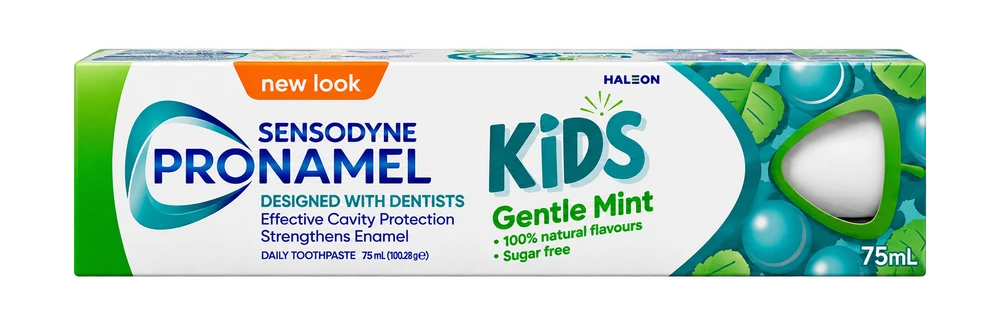 new look
HALEON
SENSODYNE
PRONAMEL
DESIGNED WITH DENTISTS
Effective Cavity Protection
Strengthens Enamel
DAILY TOOTHPASTE 75 mL (100.28g℮)
KiDS
Gentle Mint
• 100% natural flavours
• Sugar free
75mL